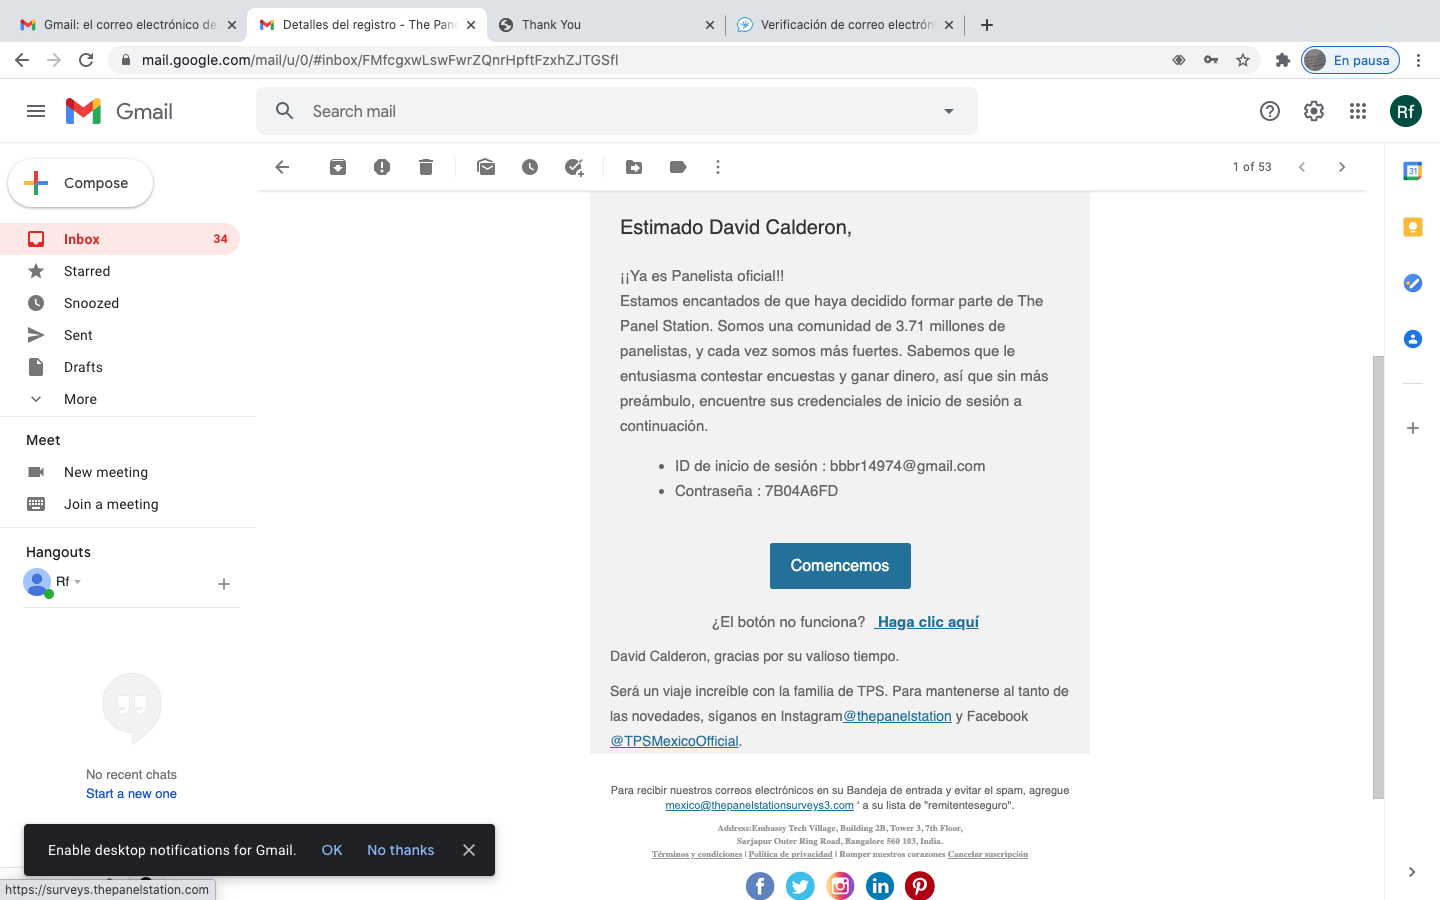 Gmail: el correo electrónico de
Detalles del registro - The Pane
Thank You
Verificación de correo electrón
mail.google.com/mail/u/0/#inbox/FMfcgxwLswFwrZQnrHpftFzxhZJTGSfl
En pausa
Gmail
Search mail
Rf
Compose
1 of 53
31
Inbox 34
Starred
Snoozed
Sent
Drafts
More
Meet
New meeting
Join a meeting
Hangouts
Rf
No recent chats
Start a new one
Estimado David Calderon,
¡¡Ya es Panelista oficial!!
Estamos encantados de que haya decidido formar parte de The
Panel Station. Somos una comunidad de 3.71 millones de
panelistas, y cada vez somos más fuertes. Sabemos que le
entusiasma contestar encuestas y ganar dinero, así que sin más
preámbulo, encuentre sus credenciales de inicio de sesión a
continuación.
• ID de inicio de sesión : bbbr14974@gmail.com
• Contraseña : 7B04A6FD
Comencemos
¿El botón no funciona? Haga clic aquí
David Calderon, gracias por su valioso tiempo.
Será un viaje increíble con la familia de TPS. Para mantenerse al tanto de
las novedades, síganos en Instagram@thepanelstation y Facebook
@TPSMexicoOfficial.
Para recibir nuestros correos electrónicos en su Bandeja de entrada y evitar el spam, agregue
mexico@thepanelstationsurveys3.com ' a su lista de "remitenteseguro".
Address:Embassy Tech Village, Building 2B, Tower 3, 7th Floor,
Sarjapur Outer Ring Road, Bangalore 560 103, India.
Términos y condiciones | Política de privacidad | Romper nuestros corazones Cancelar suscripción
Enable desktop notifications for Gmail. OK No thanks
https://surveys.thepanelstation.com